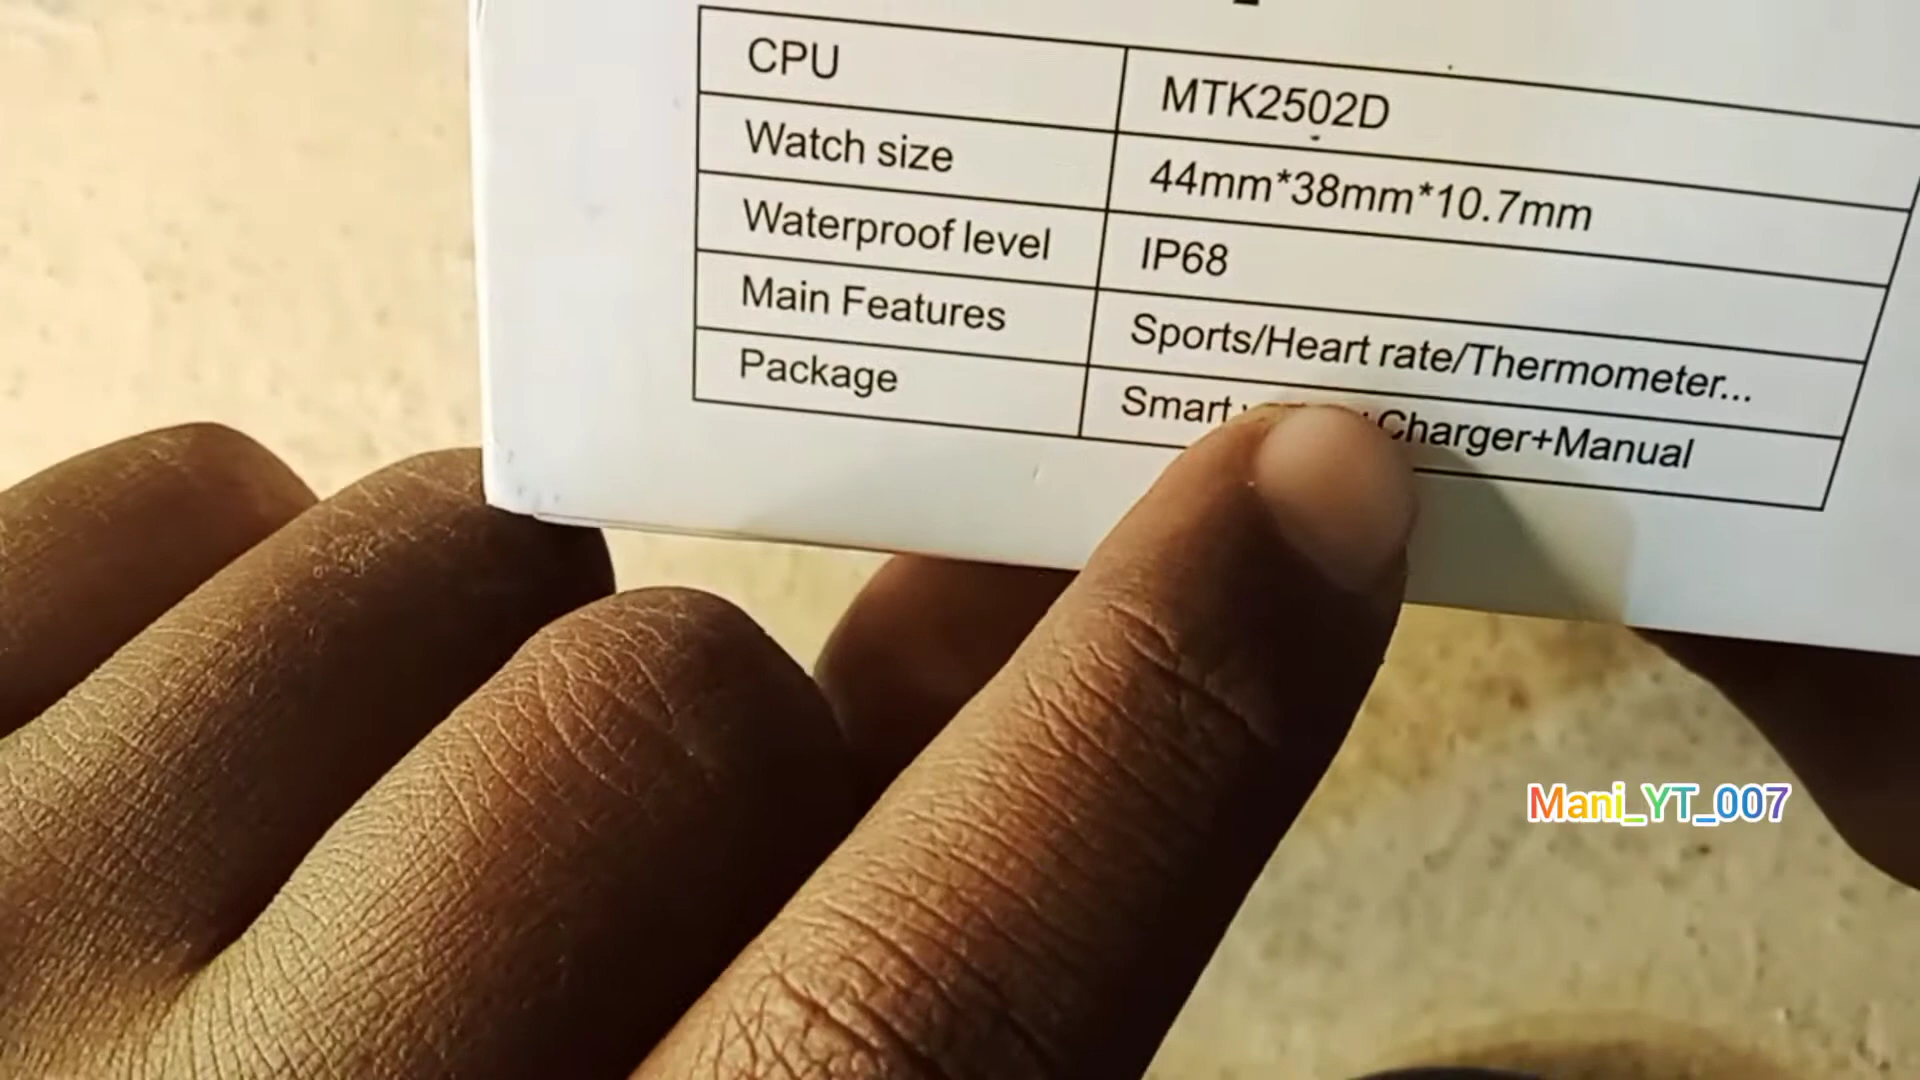 CPU MTK2502D
Watch size 44mm*38mm*10.7mm
Waterproof level IP68
Main Features Sports/Heart rate/Thermometer...
Package Smart Charger+Manual
Mani_YT_007